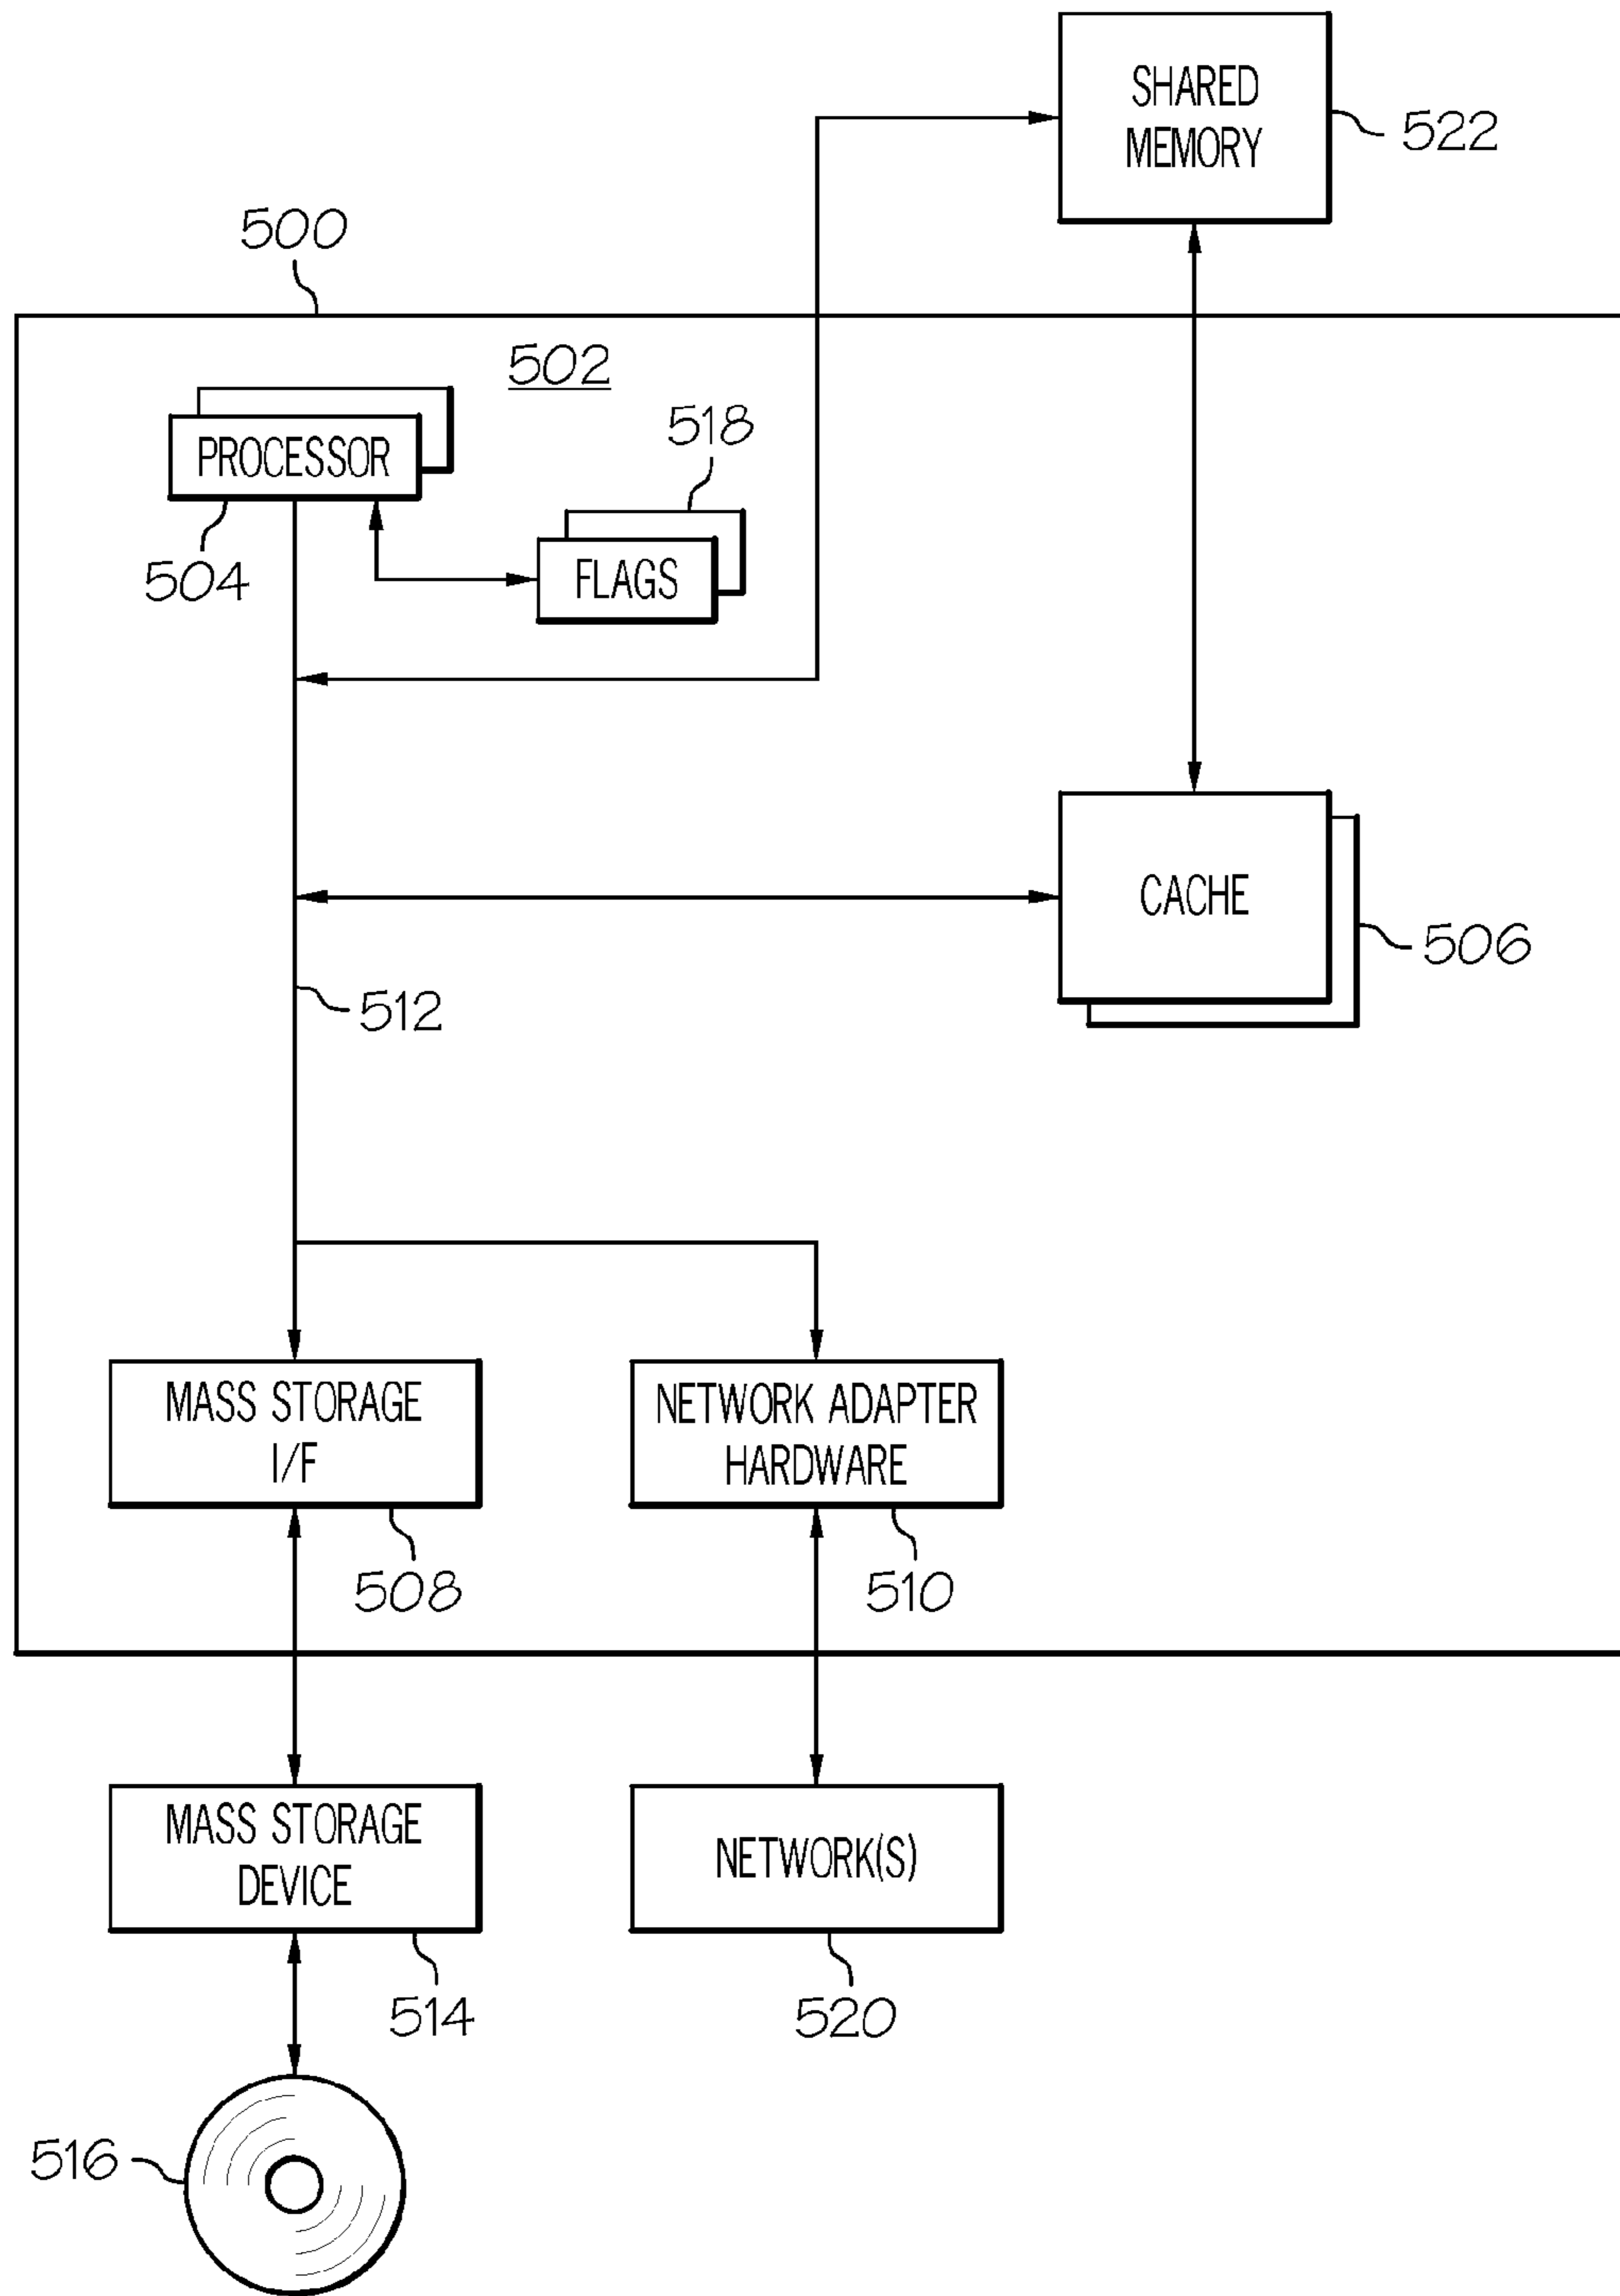 SHARED
MEMORY
522
500
502
PROCESSOR
504
518
FLAGS
CACHE
506
512
MASS STORAGE
I/F
508
NETWORK ADAPTER
HARDWARE
510
MASS STORAGE
DEVICE
514
NETWORK(S)
520
516